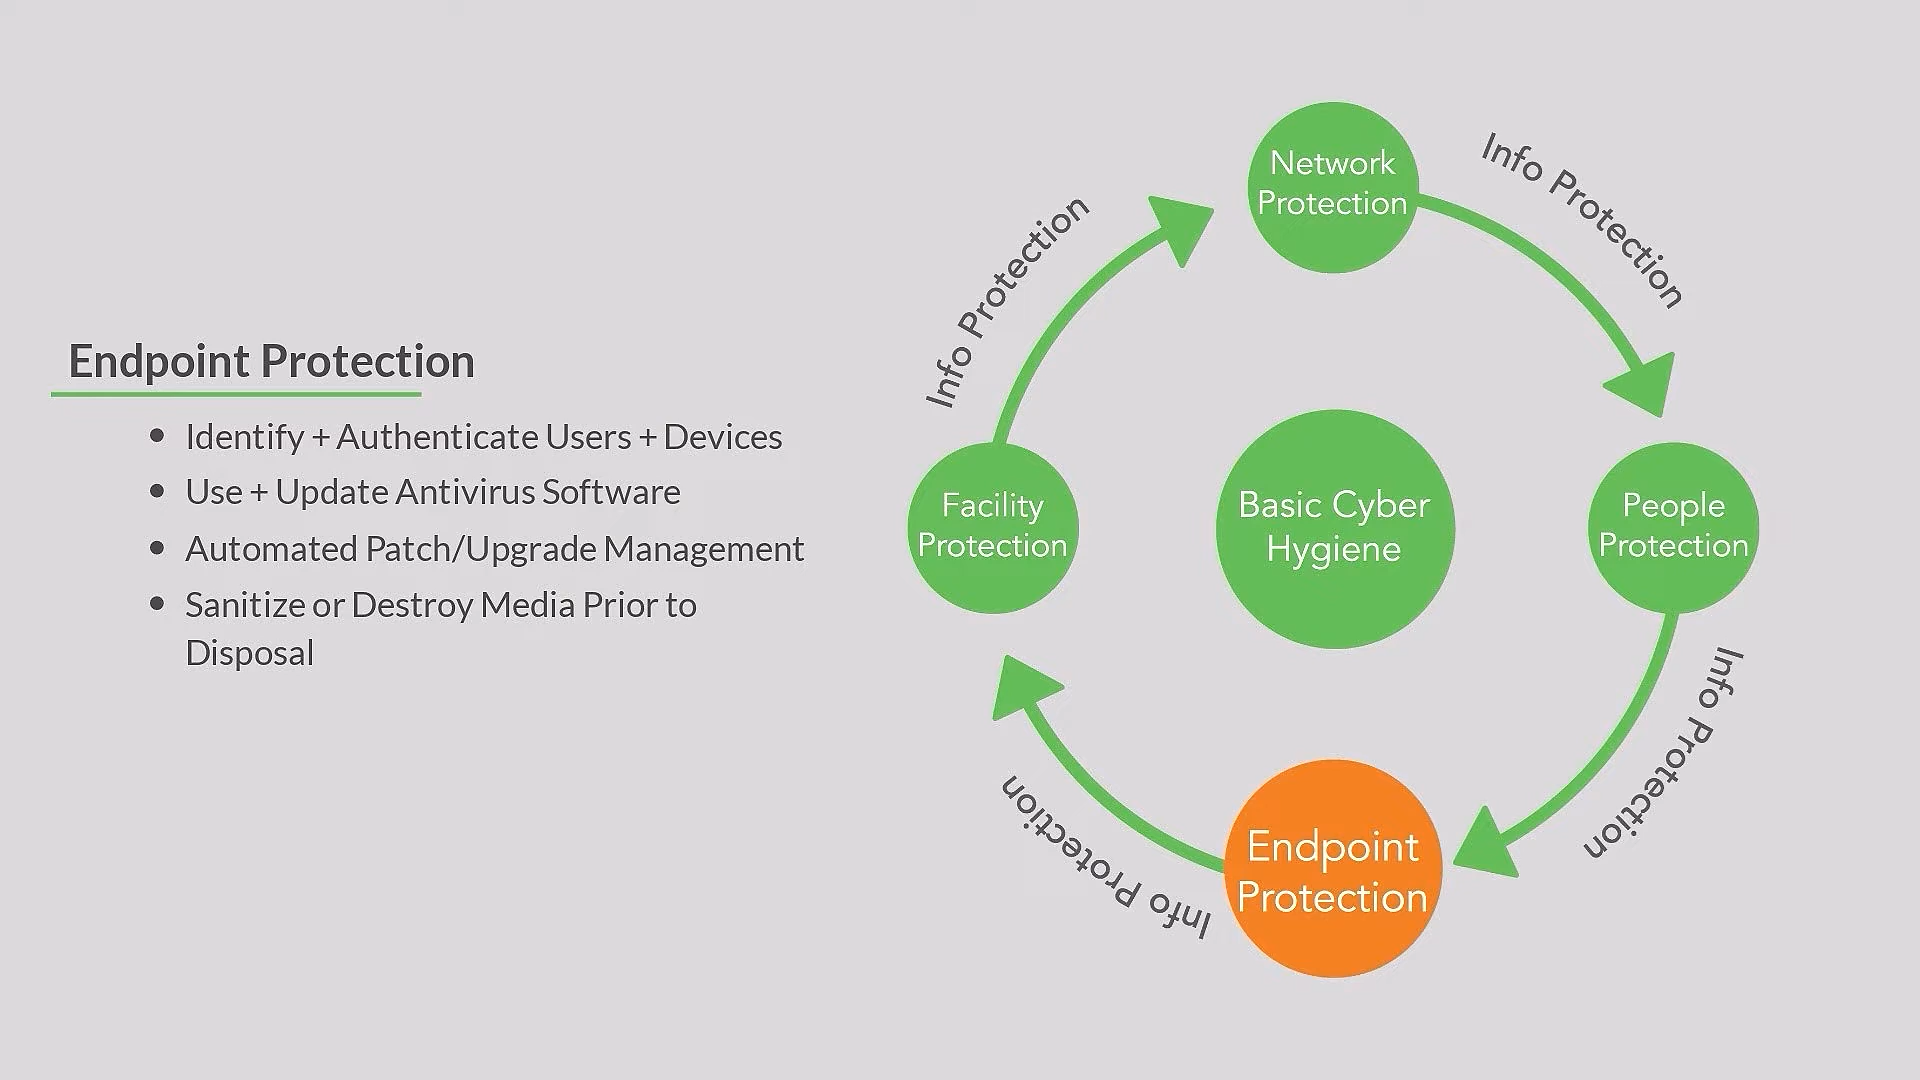 Endpoint Protection
• Identify + Authenticate Users + Devices
• Use + Update Antivirus Software
• Automated Patch/Upgrade Management
• Sanitize or Destroy Media Prior to
Disposal
Network
Protection
Info Protection
People
Protection
Info Protection
Endpoint
Protection
Info Protection
Facility
Protection
Info Protection
Basic Cyber
Hygiene